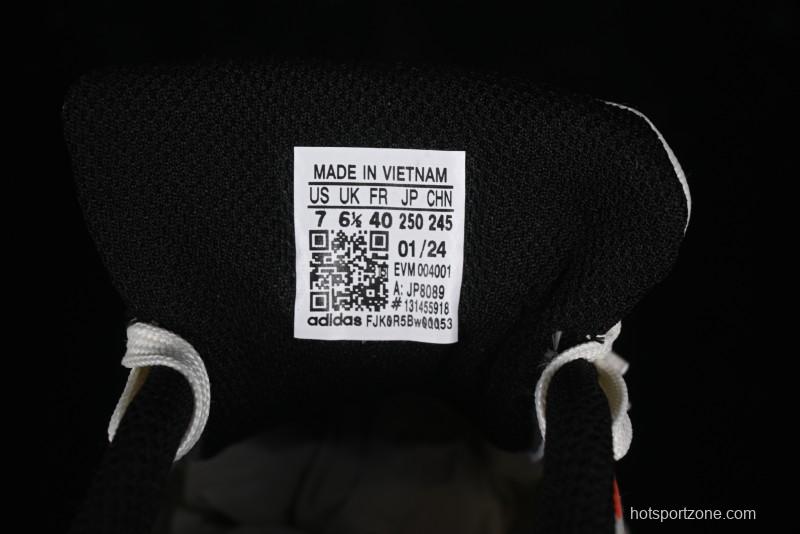 MADE IN VIETNAM
US UK FR JP CHN
7 6½ 40 250 245
01/24
EVM 004001
A: JP8089
# 131455918
adidas FJK0R5Bw00053
hotsportzone.com